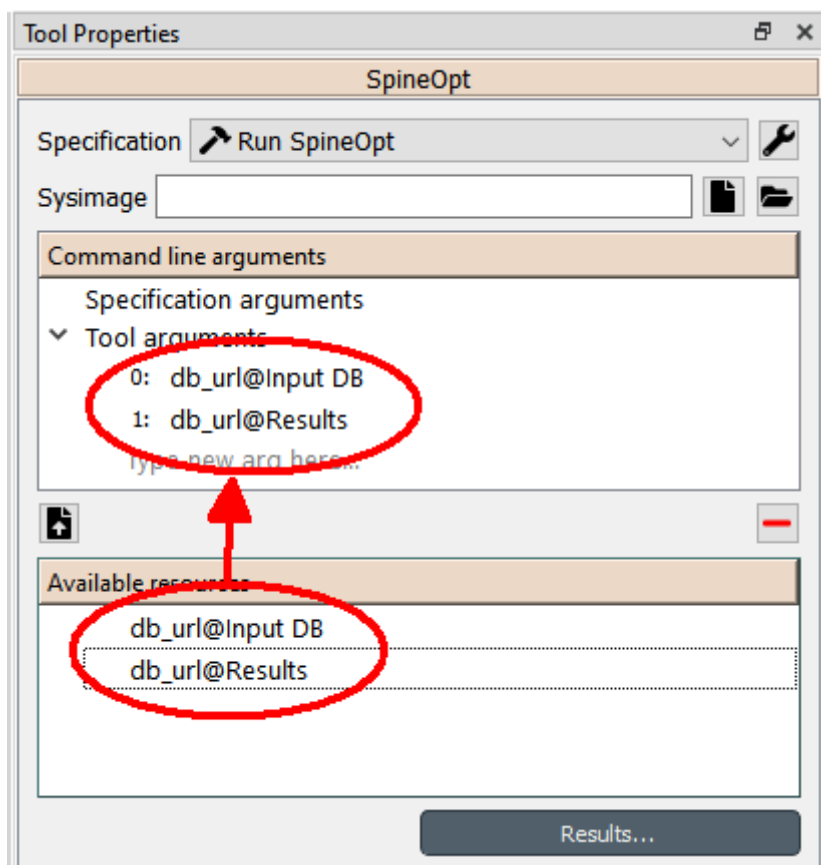 Tool Properties
SpineOpt
Specification Run SpineOpt
Sysimage
Command line arguments
Specification arguments
Tool arguments
0: db_url@Input DB
1: db_url@Results
Type new arg here...
Available resources
db_url@Input DB
db_url@Results
Results...